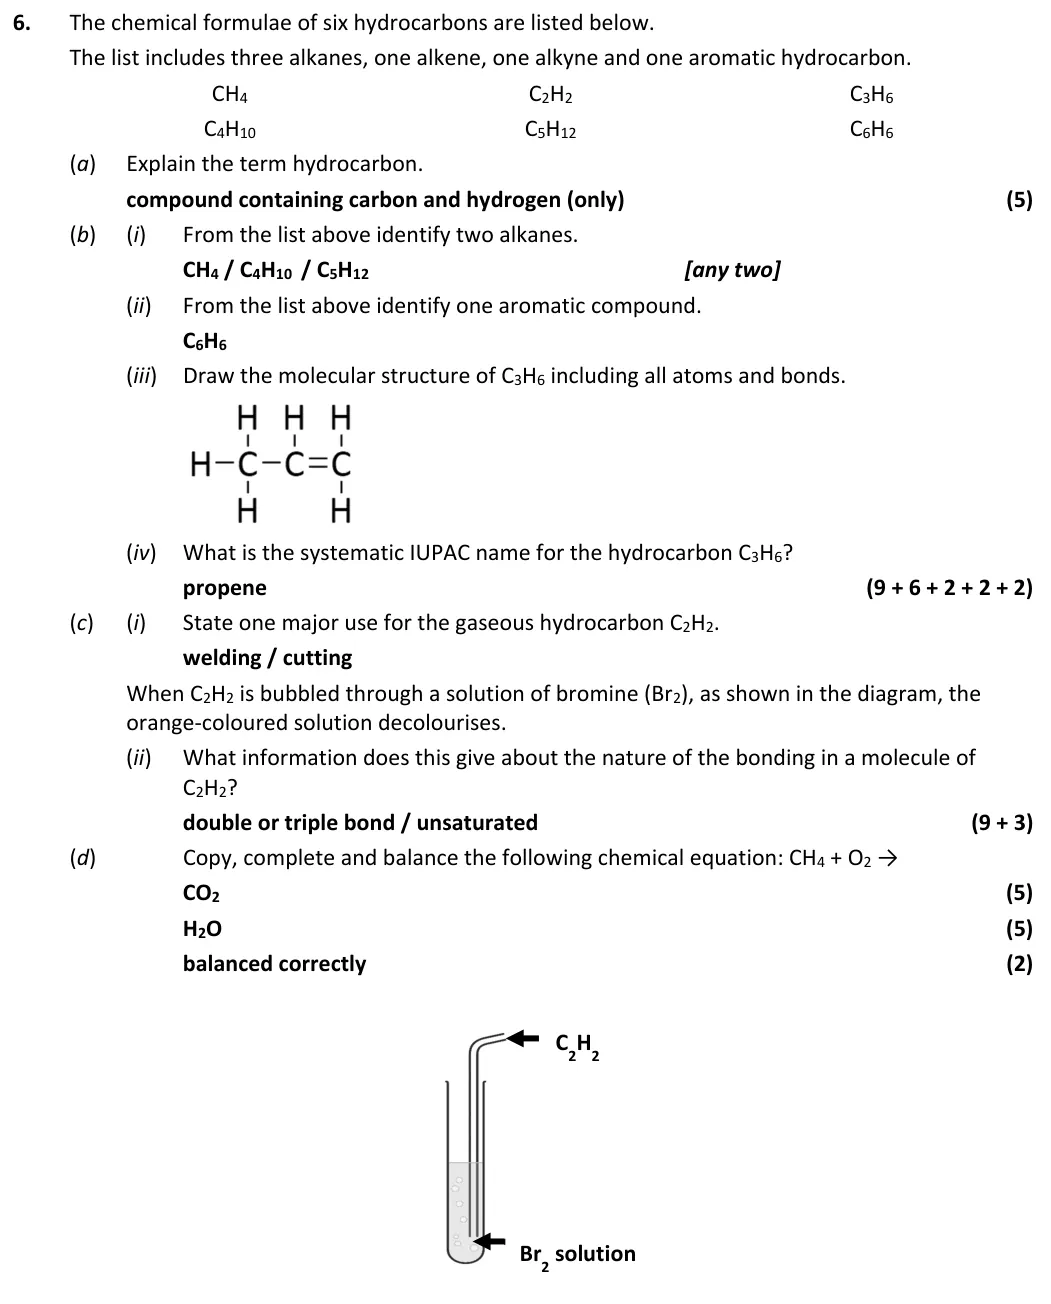 6. The chemical formulae of six hydrocarbons are listed below.
The list includes three alkanes, one alkene, one alkyne and one aromatic hydrocarbon.
CH₄ C₂H₂ C₃H₆
C₄H₁₀ C₅H₁₂ C₆H₆
(a) Explain the term hydrocarbon.
compound containing carbon and hydrogen (only) (5)
(b) (i) From the list above identify two alkanes.
CH₄ / C₄H₁₀ / C₅H₁₂ [any two]
(ii) From the list above identify one aromatic compound.
C₆H₆
(iii) Draw the molecular structure of C₃H₆ including all atoms and bonds.
H H H
H–C–C=C
H H
(iv) What is the systematic IUPAC name for the hydrocarbon C₃H₆?
propene (9 + 6 + 2 + 2 + 2)
(c) (i) State one major use for the gaseous hydrocarbon C₂H₂.
welding / cutting
When C₂H₂ is bubbled through a solution of bromine (Br₂), as shown in the diagram, the
orange-coloured solution decolourises.
(ii) What information does this give about the nature of the bonding in a molecule of
C₂H₂?
double or triple bond / unsaturated (9 + 3)
(d) Copy, complete and balance the following chemical equation: CH₄ + O₂ →
CO₂ (5)
H₂O (5)
balanced correctly (2)
C₂H₂
Br₂ solution